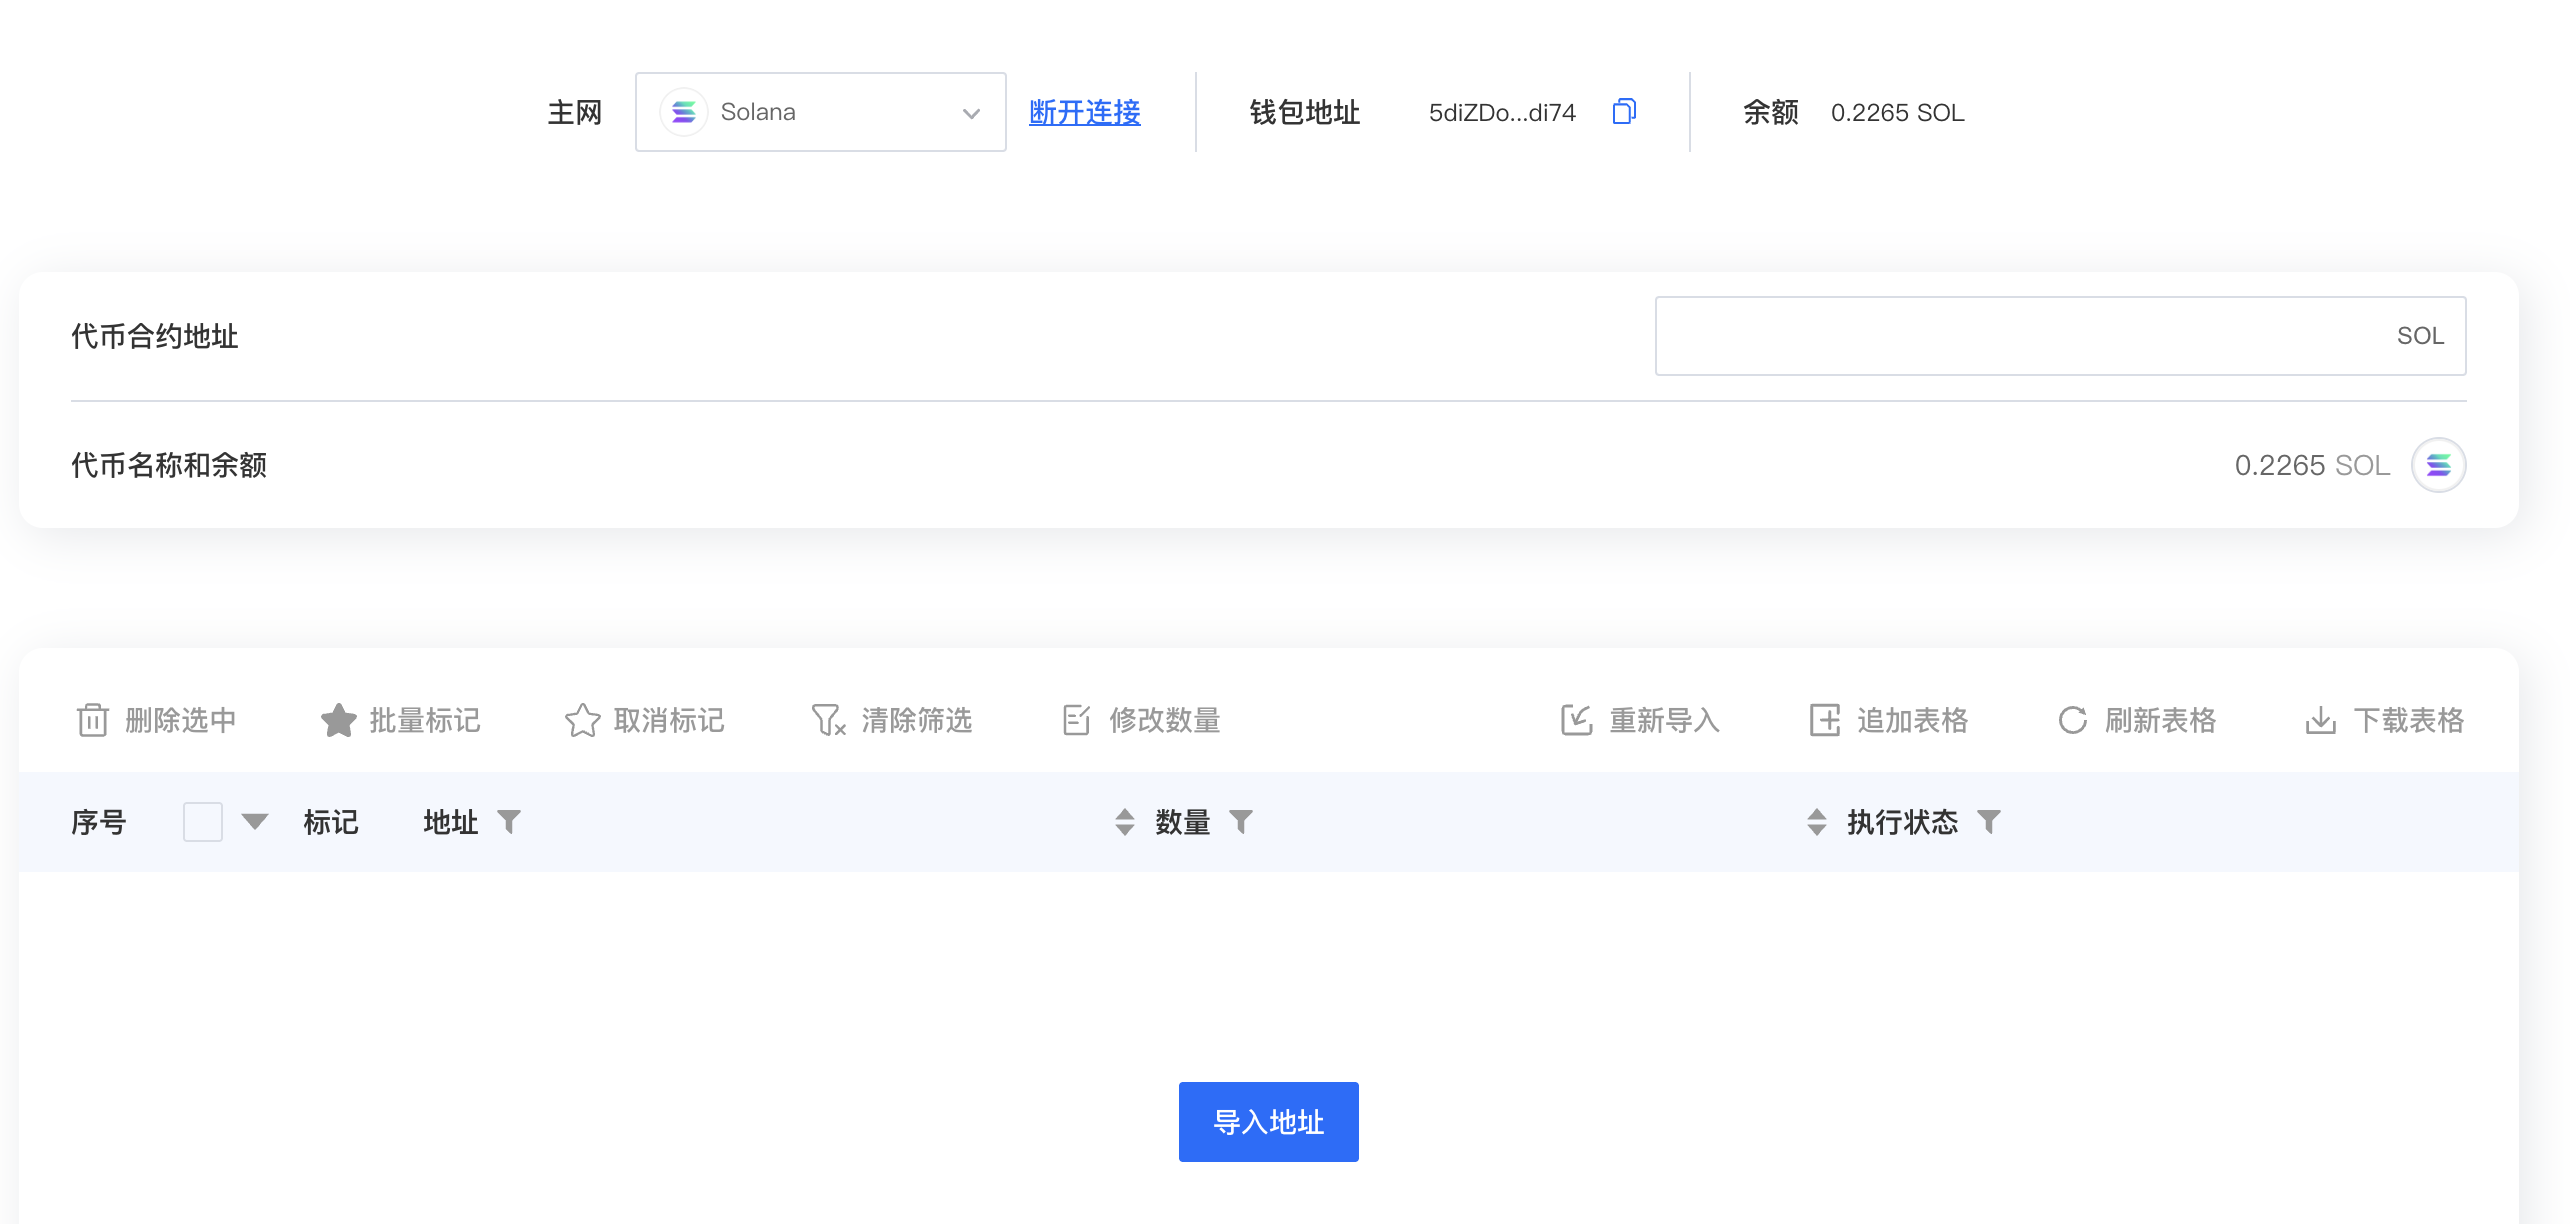 主网 Solana 断开连接 钱包地址 5diZDo...di74 余额 0.2265 SOL
代币合约地址 SOL
代币名称和余额 0.2265 SOL
删除选中 批量标记 取消标记 清除筛选 修改数量 重新导入 追加表格 刷新表格 下载表格
序号 标记 地址 数量 执行状态
导入地址